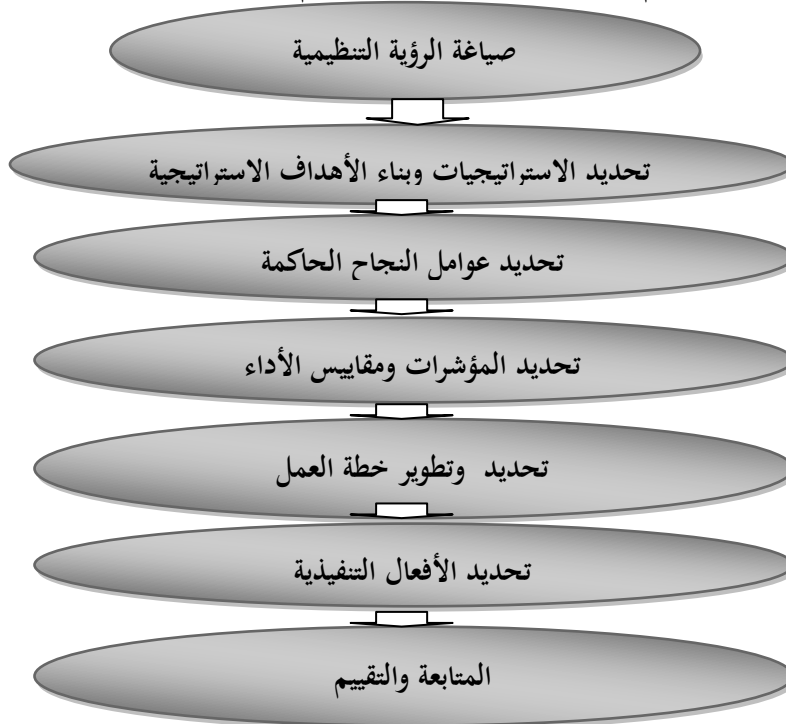 صياغة الرؤية التنظيمية
تحديد الاستراتيجيات وبناء الأهداف الاستراتيجية
تحديد عوامل النجاح الحاكمة
تحديد المؤشرات ومقاييس الأداء
تحديد وتطوير خطة العمل
تحديد الأفعال التنفيذية
المتابعة والتقييم